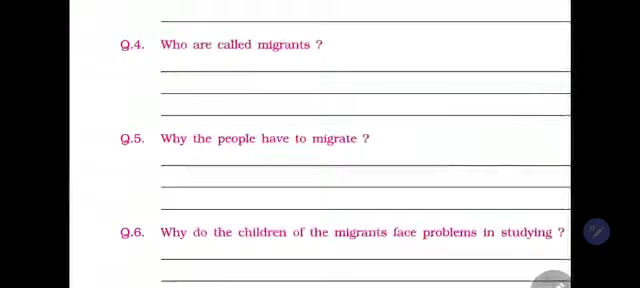 Q.4. Who are called migrants ?
Q.5. Why the people have to migrate ?
Q.6. Why do the children of the migrants face problems in studying ?